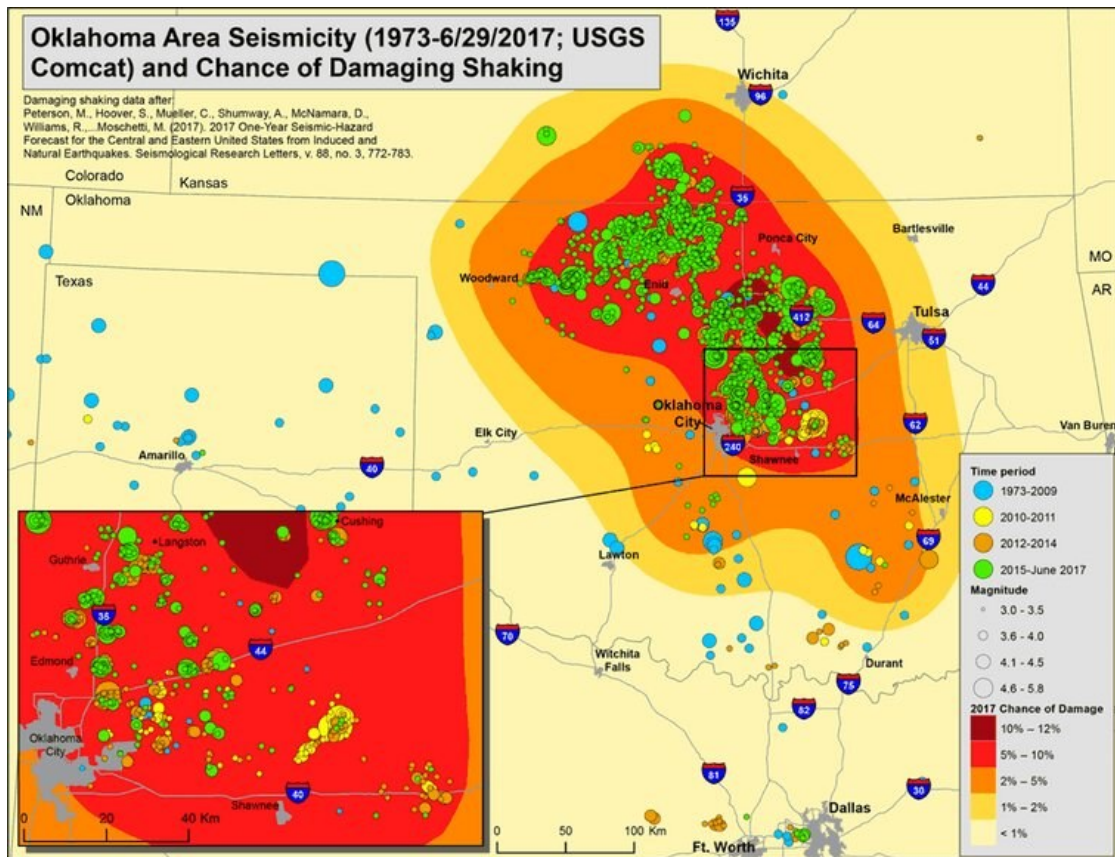 Oklahoma Area Seismicity (1973-6/29/2017; USGS
Comcat) and Chance of Damaging Shaking
Damaging shaking data after:
Peterson, M., Hoover, S., Mueller, C., Shumway, A., McNamara, D.,
Williams, R.,...Moschetti, M. (2017). 2017 One-Year Seismic-Hazard
Forecast for the Central and Eastern United States from Induced and
Natural Earthquakes. Seismological Research Letters, v. 88, no. 3, 772-783.
135
Wichita
96
Colorado
Kansas
NM
Oklahoma
35
Ponca City
Bartlesville
MO
AR
Texas
Woodward
Enid
44
412
64
Tulsa
51
Oklahoma
City
Elk City
240
62
Van Buren
Shawnee
Amarillo
40
McAlester
69
Lawton
70
Witchita
Falls
Durant
75
82
81
30
Dallas
Ft. Worth
0 50 100 Km
Cushing
Langston
Guthrie
35
44
Edmond
Oklahoma
City
40
Shawnee
0 20 40 Km
Time period
1973-2009
2010-2011
2012-2014
2015-June 2017
Magnitude
3.0 - 3.5
3.6 - 4.0
4.1 - 4.5
4.6 - 5.8
2017 Chance of Damage
10% – 12%
5% – 10%
2% – 5%
1% – 2%
< 1%